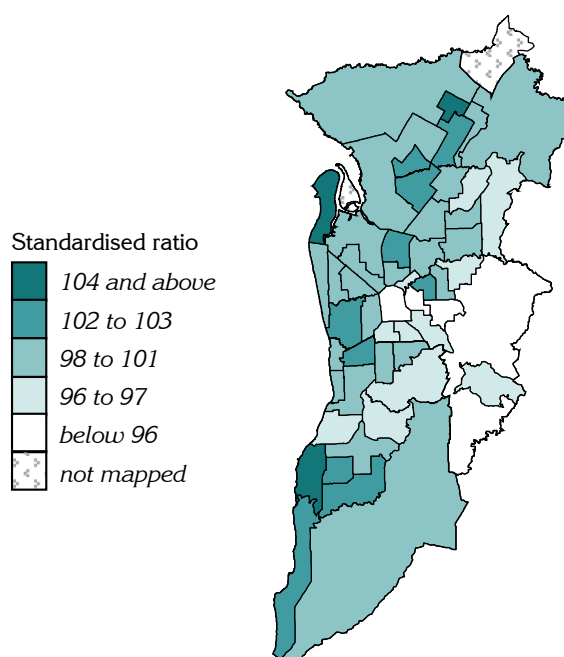 Standardised ratio
104 and above
102 to 103
98 to 101
96 to 97
below 96
not mapped